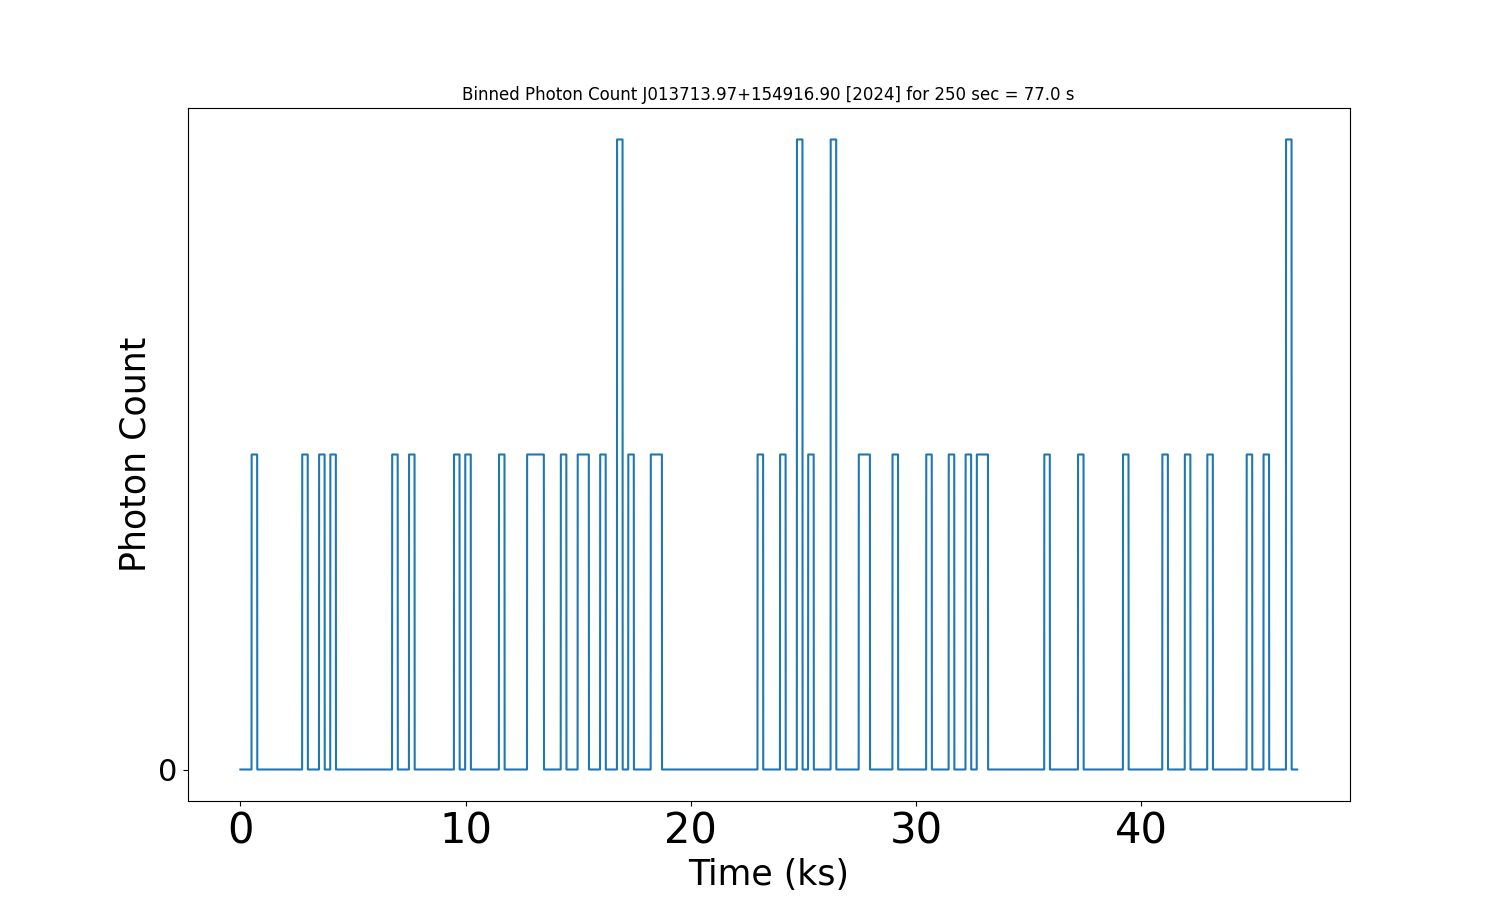 Binned Photon Count J013713.97+154916.90 [2024] for 250 sec = 77.0 s
Photon Count
0
0 10 20 30 40
Time (ks)